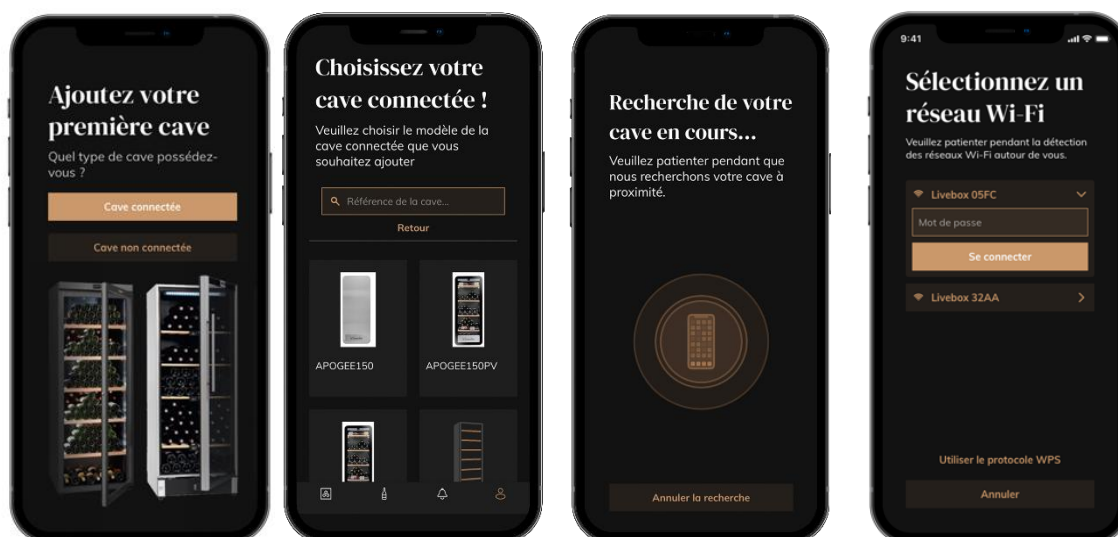 Ajoutez votre
première cave
Quel type de cave possédez-
vous ?
Cave connectée
Cave non connectée
Choisissez votre
cave connectée !
Veuillez choisir le modèle de la
cave connectée que vous
souhaitez ajouter
Référence de la cave...
Retour
APOGEE150
APOGEE150PV
Recherche de votre
cave en cours...
Veuillez patienter pendant que
nous recherchons votre cave à
proximité.
Annuler la recherche
9:41
Sélectionnez un
réseau Wi-Fi
Veuillez patienter pendant la détection
des réseaux Wi-Fi autour de vous.
Livebox 05FC
Mot de passe
Se connecter
Livebox 32AA
Utiliser le protocole WPS
Annuler